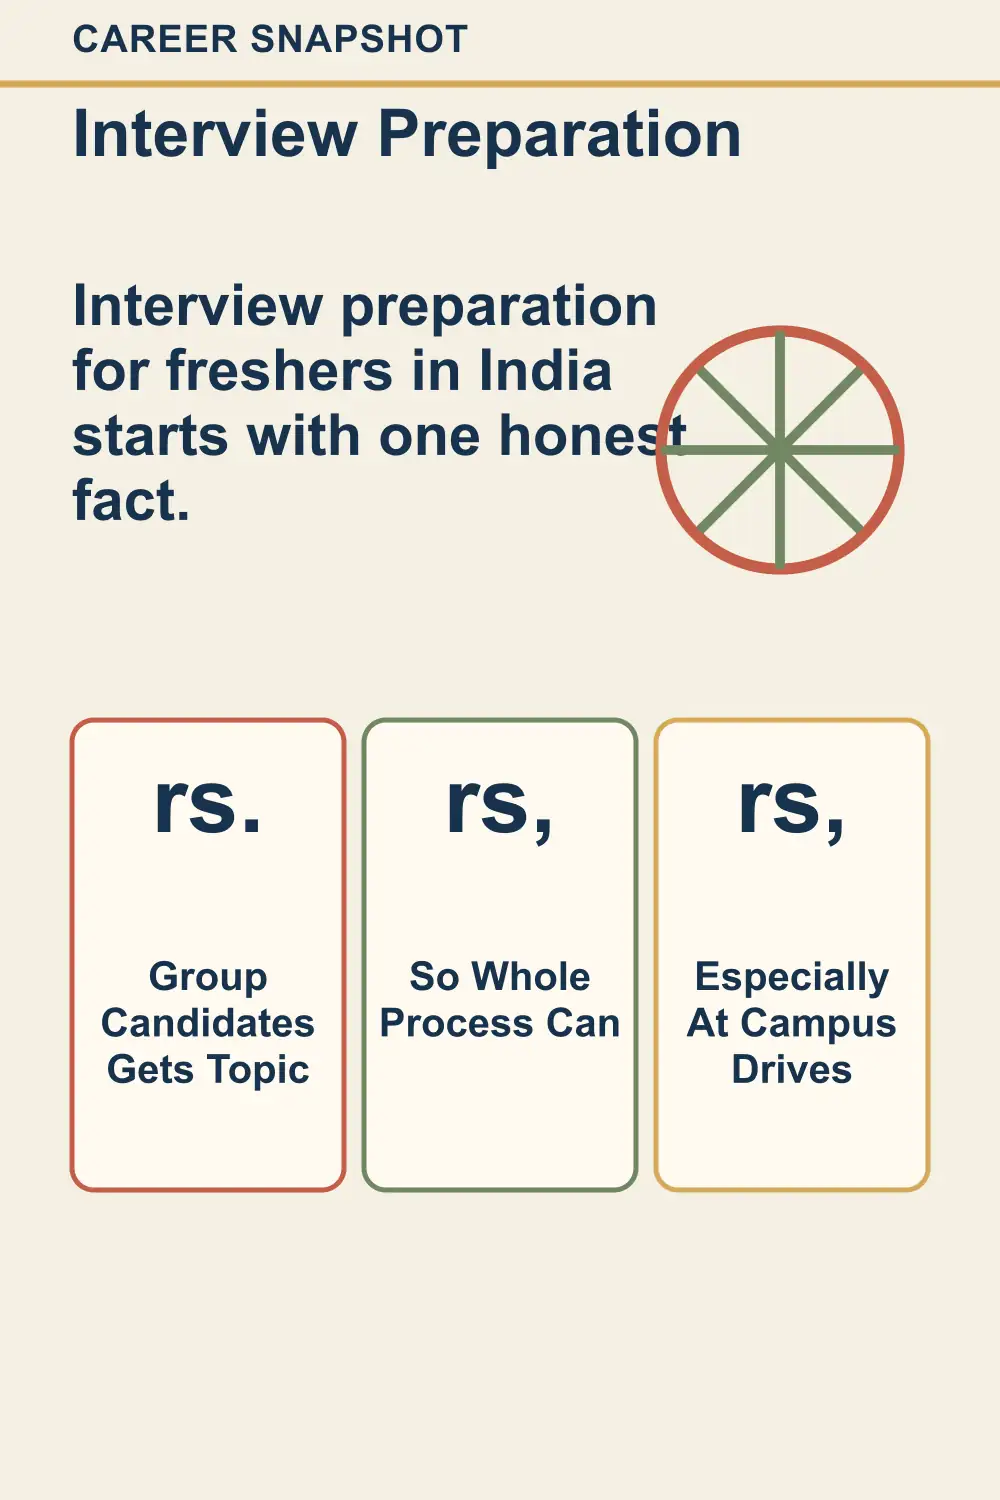 CAREER SNAPSHOT
Interview Preparation
Interview preparation
for freshers in India
starts with one honest
fact.
rs.
Group
Candidates
Gets Topic
rs,
So Whole
Process Can
rs,
Especially
At Campus
Drives